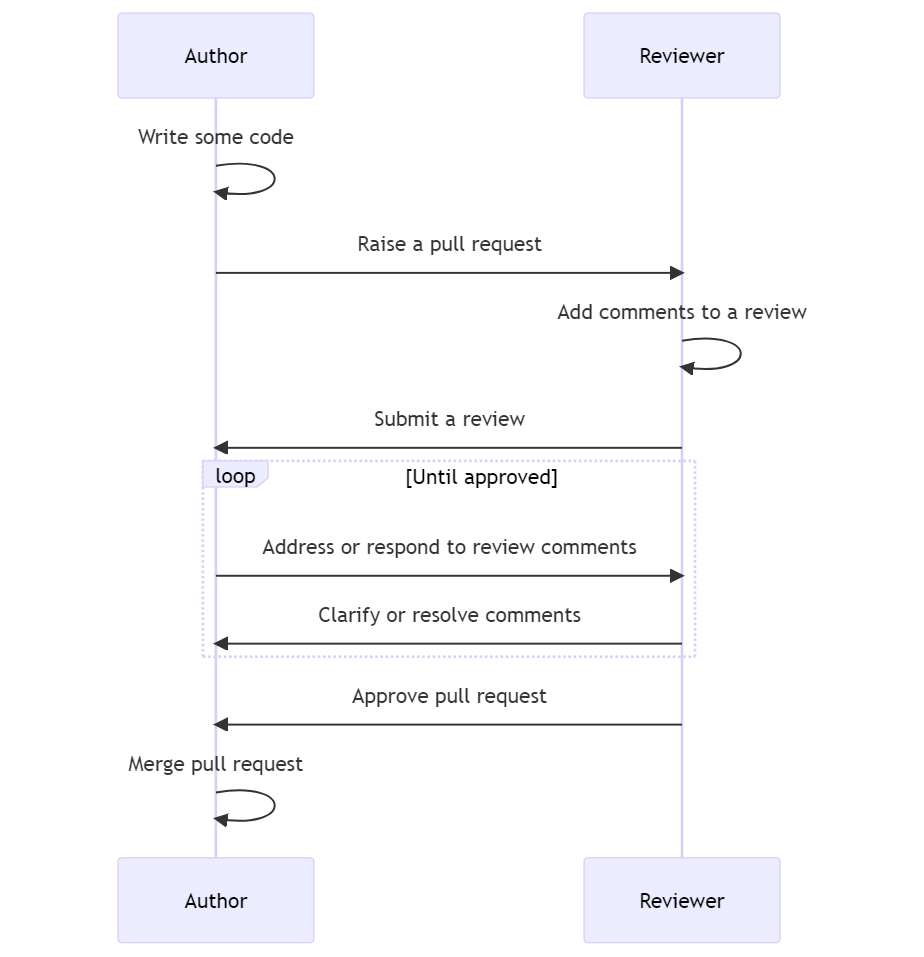 Author
Reviewer
Write some code
Raise a pull request
Add comments to a review
Submit a review
loop
[Until approved]
Address or respond to review comments
Clarify or resolve comments
Approve pull request
Merge pull request
Author
Reviewer